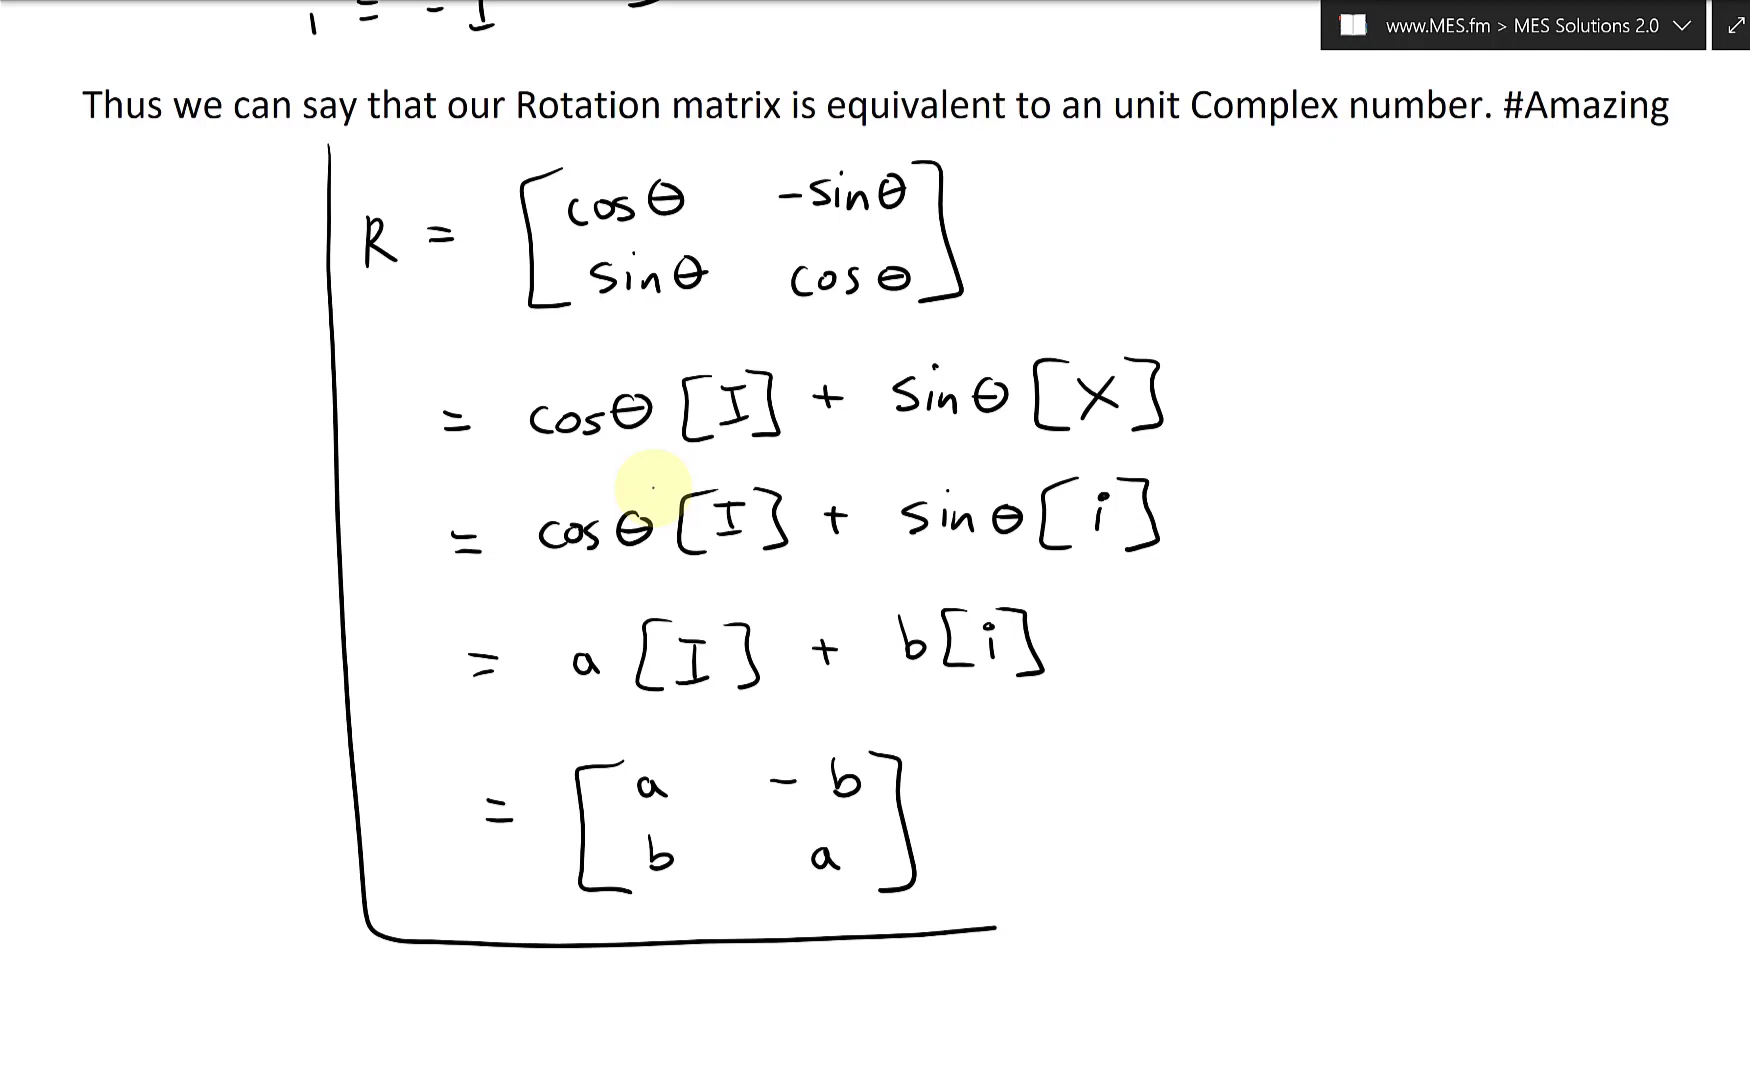 www.MES.fm > MES Solutions 2.0
Thus we can say that our Rotation matrix is equivalent to an unit Complex number. #Amazing
R = [cosθ -sinθ
sinθ cosθ]
= cosθ [I] + sinθ [X]
= cosθ [I] + sinθ [i]
= a [I] + b[i]
= [a - b
b a]